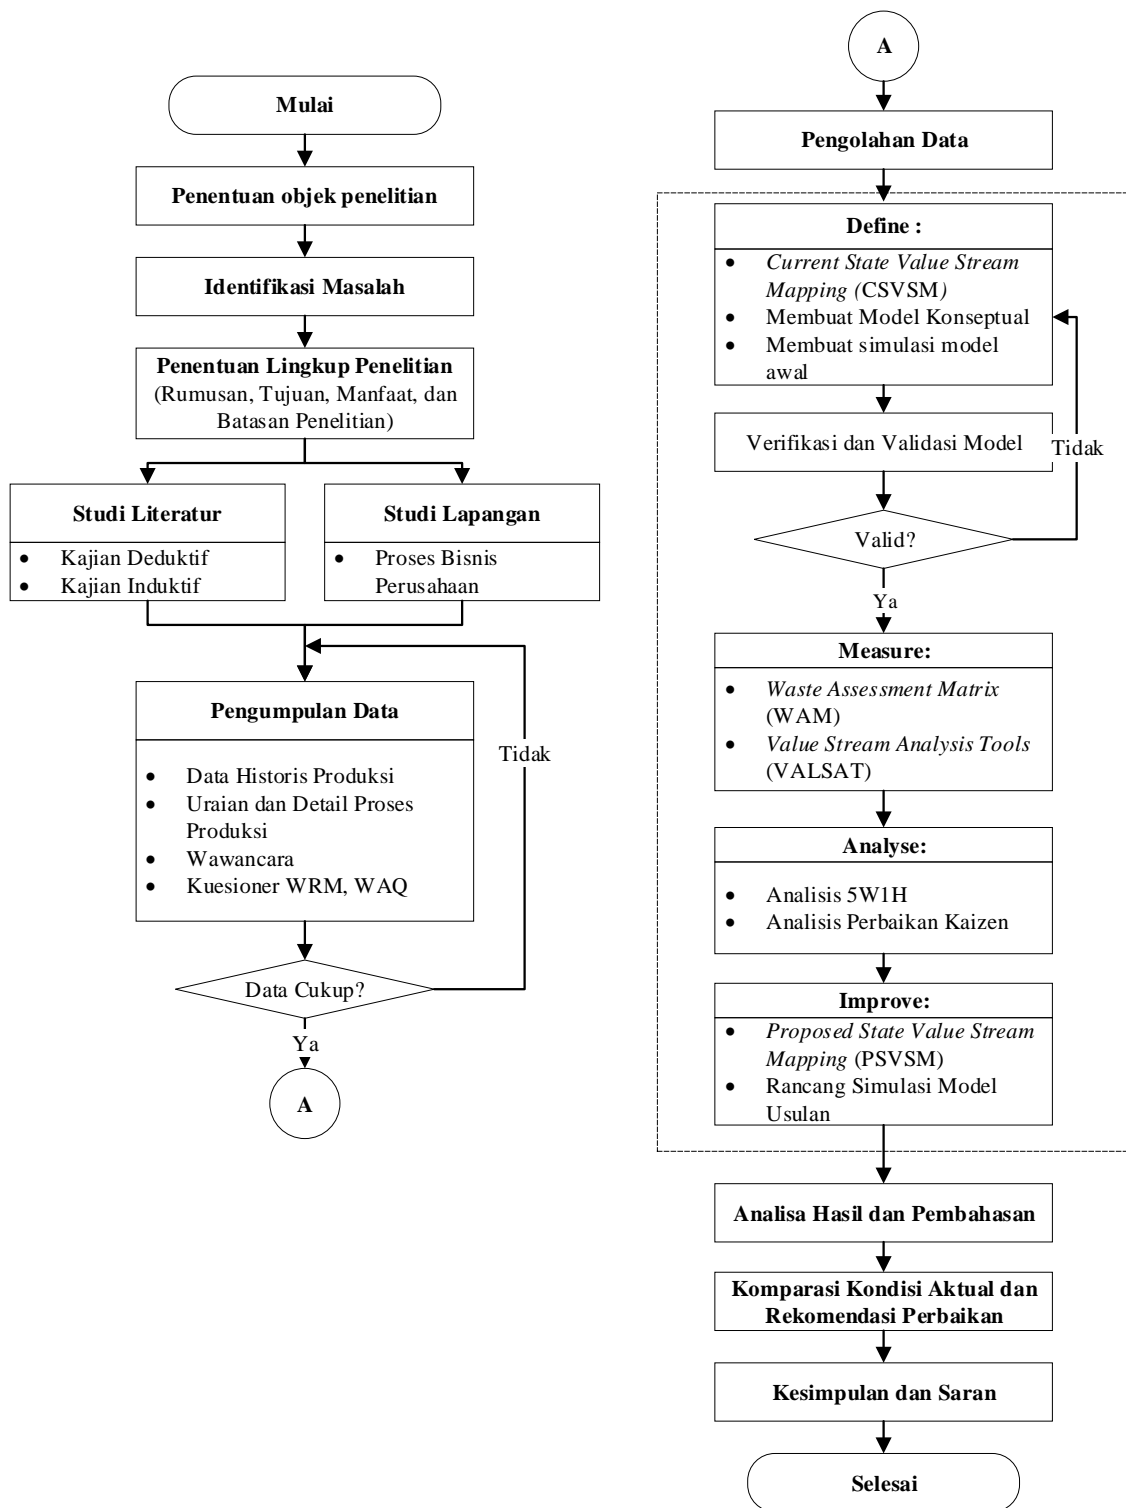 Mulai
Penentuan objek penelitian
Identifikasi Masalah
Penentuan Lingkup Penelitian
(Rumusan, Tujuan, Manfaat, dan
Batasan Penelitian)
Studi Literatur
• Kajian Deduktif
• Kajian Induktif
Studi Lapangan
• Proses Bisnis
Perusahaan
Pengumpulan Data
• Data Historis Produksi
• Uraian dan Detail Proses
Produksi
• Wawancara
• Kuesioner WRM, WAQ
Tidak
Data Cukup?
Ya
A
A
Pengolahan Data
Define :
• Current State Value Stream
Mapping (CSVSM)
• Membuat Model Konseptual
• Membuat simulasi model
awal
Verifikasi dan Validasi Model
Tidak
Valid?
Ya
Measure:
• Waste Assessment Matrix
(WAM)
• Value Stream Analysis Tools
(VALSAT)
Analyse:
• Analisis 5W1H
• Analisis Perbaikan Kaizen
Improve:
• Proposed State Value Stream
Mapping (PSVSM)
• Rancang Simulasi Model
Usulan
Analisa Hasil dan Pembahasan
Komparasi Kondisi Aktual dan
Rekomendasi Perbaikan
Kesimpulan dan Saran
Selesai